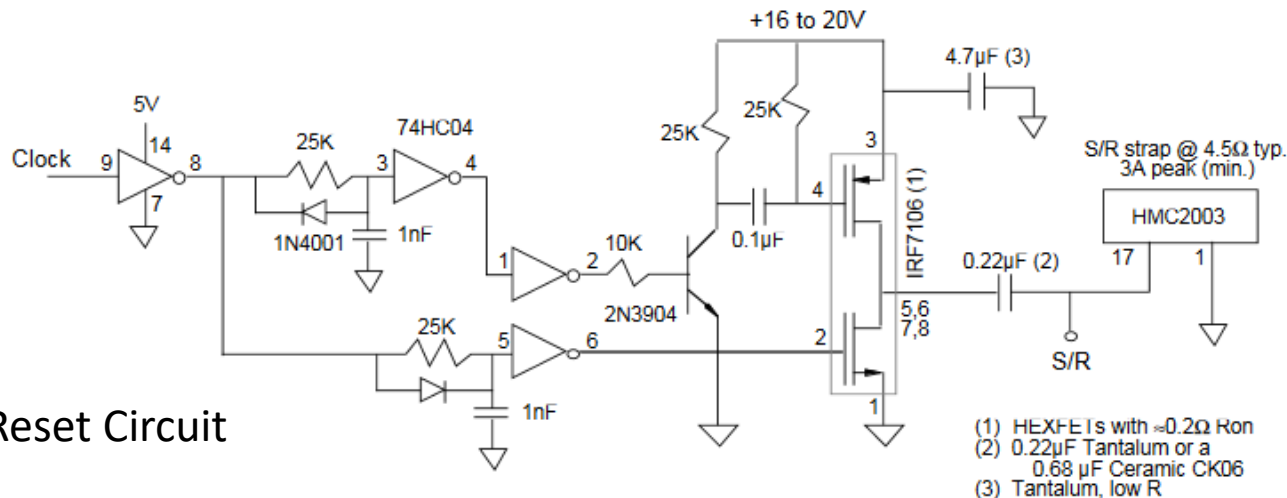 +16 to 20V
4.7µF (3)
5V
14
Clock
9
8
7
25K
74HC04
3
4
1N4001
1nF
25K
25K
3
4
0.1µF
IRF7106 (1)
S/R strap @ 4.5Ω typ.
3A peak (min.)
HMC2003
17
1
0.22µF (2)
1
2
10K
2N3904
5,6
7,8
25K
5
6
2
S/R
1nF
1
Reset Circuit
(1) HEXFETs with ≈0.2Ω Ron
(2) 0.22µF Tantalum or a
0.68 µF Ceramic CK06
(3) Tantalum, low R